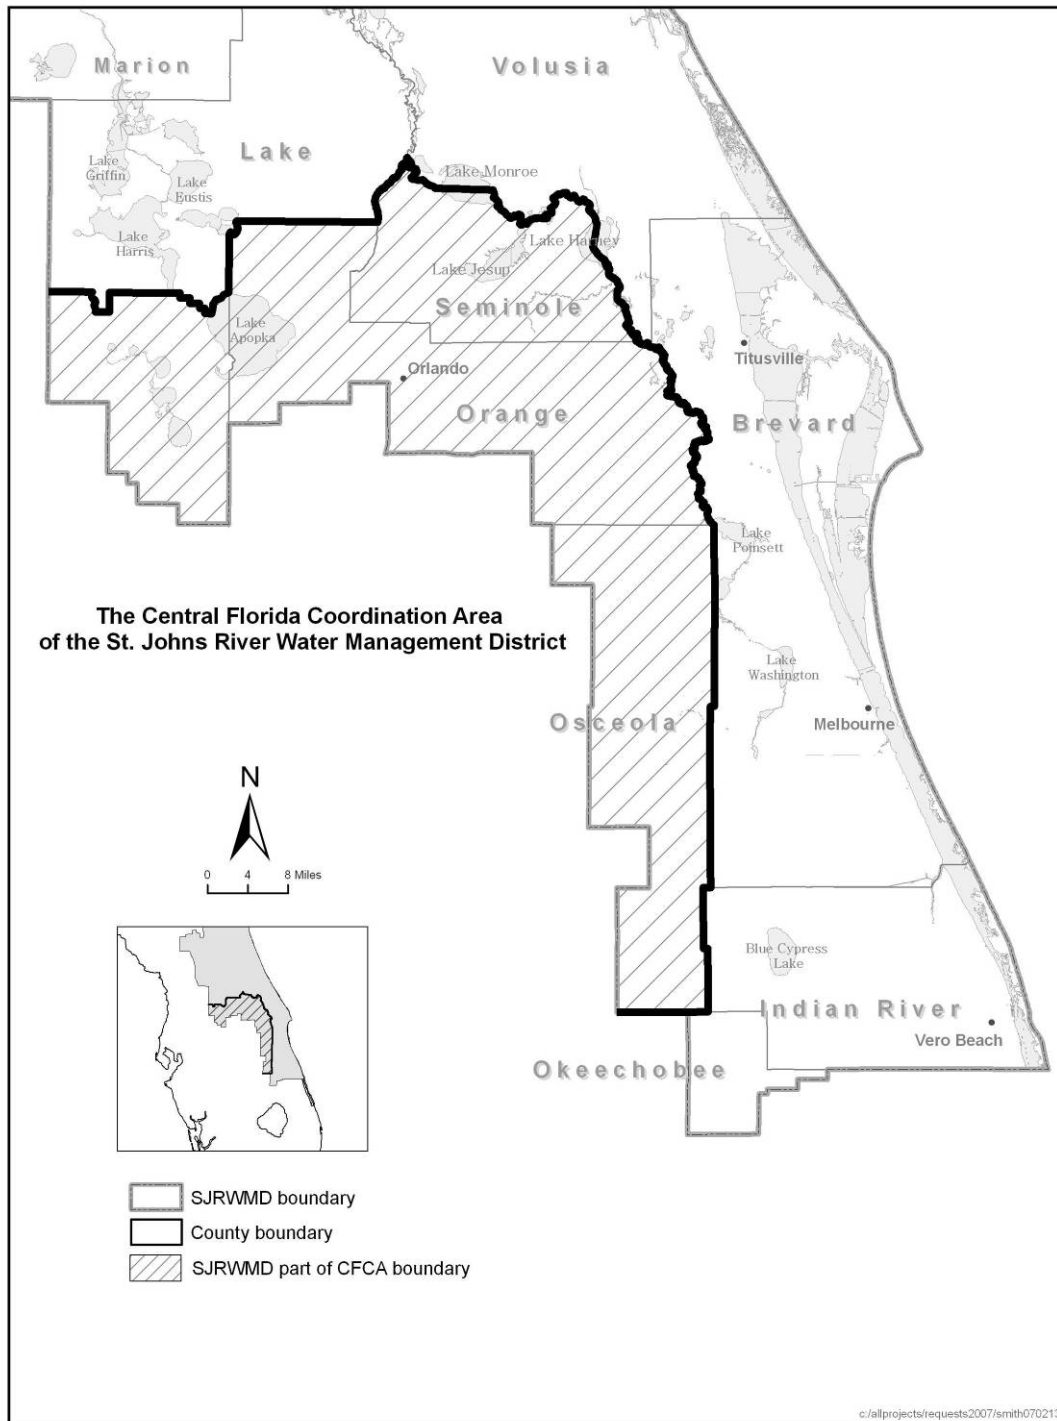 Marion
Volusia
Lake
Lake Monroe
Lake
Griffin
Lake
Eustis
Lake
Harris
Lake Harney
Lake Jesup
Seminole
Lake
Apopka
Titusville
Orlando
Orange
Brevard
Lake
Poinsett
The Central Florida Coordination Area
of the St. Johns River Water Management District
Lake
Washington
Osceola
Melbourne
N
0 4 8 Miles
Blue Cypress
Lake
Indian River
Vero Beach
Okeechobee
SJRWMD boundary
County boundary
SJRWMD part of CFCA boundary
c:/allprojects/requests2007/smith070213